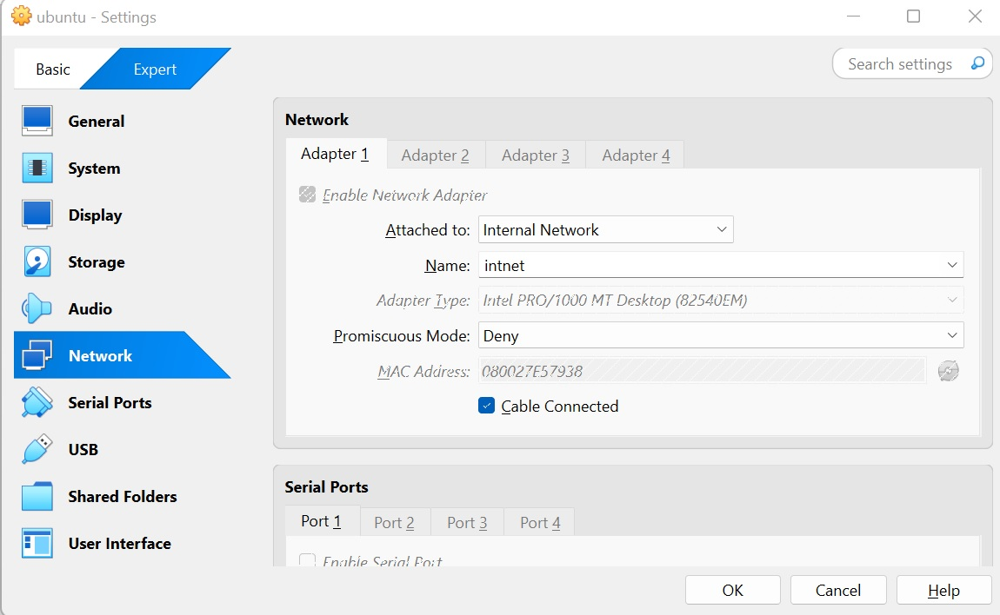 ubuntu - Settings
Basic
Expert
Search settings
General
System
Display
Storage
Audio
Network
Serial Ports
USB
Shared Folders
User Interface
Network
Adapter 1
Adapter 2
Adapter 3
Adapter 4
Enable Network Adapter
Attached to: Internal Network
Name: intnet
Adapter Type: Intel PRO/1000 MT Desktop (82540EM)
Promiscuous Mode: Deny
MAC Address: 080027E57938
Cable Connected
Serial Ports
Port 1
Port 2
Port 3
Port 4
Enable Serial Port
OK
Cancel
Help